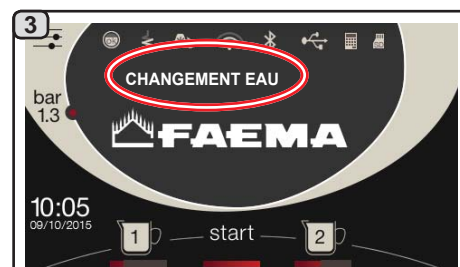 3
CHANGEMENT EAU
bar
1.3
FAEMA
10:05
09/10/2015
1
start
2